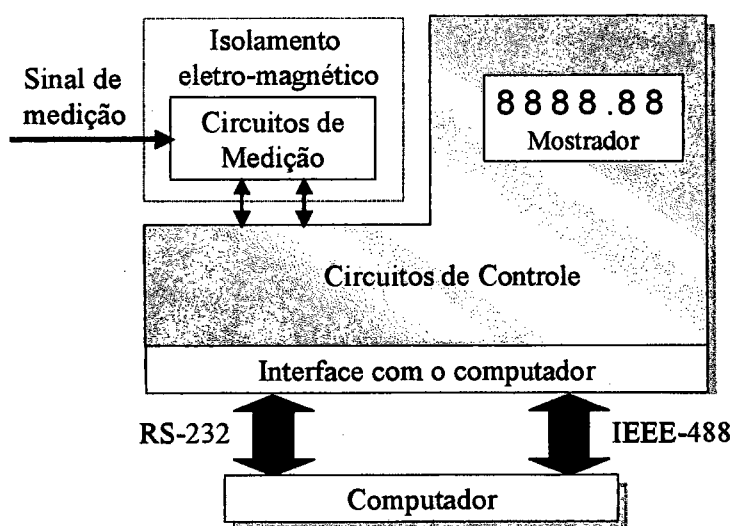 Isolamento
eletro-magnético
Sinal de
medição
Circuitos de
Medição
8888.88
Mostrador
Circuitos de Controle
Interface com o computador
RS-232
IEEE-488
Computador